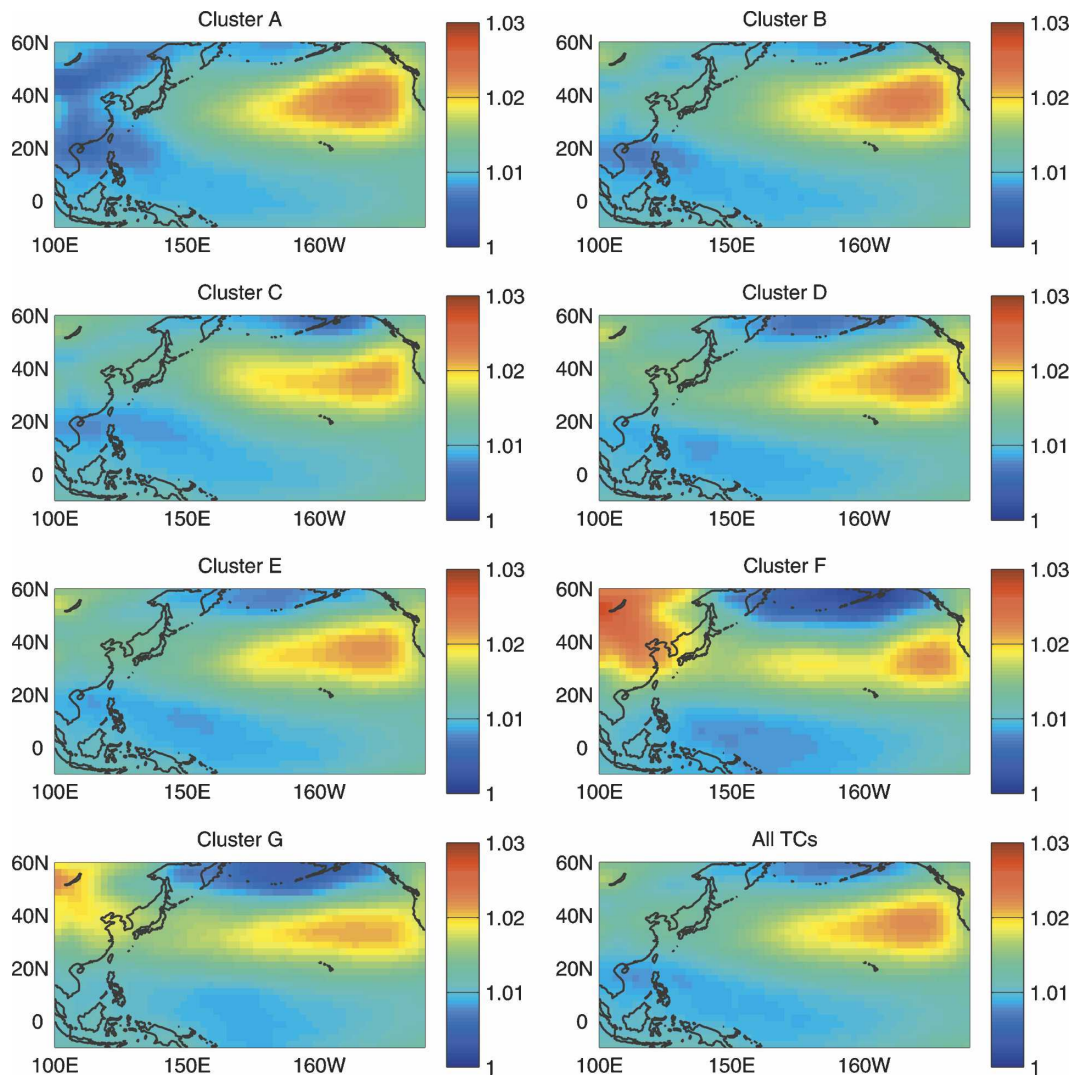 Cluster A
60N
40N
20N
0
100E 150E 160W
1.03
1.02
1.01
1
Cluster B
60N
40N
20N
0
100E 150E 160W
1.03
1.02
1.01
1
Cluster C
60N
40N
20N
0
100E 150E 160W
1.03
1.02
1.01
1
Cluster D
60N
40N
20N
0
100E 150E 160W
1.03
1.02
1.01
1
Cluster E
60N
40N
20N
0
100E 150E 160W
1.03
1.02
1.01
1
Cluster F
60N
40N
20N
0
100E 150E 160W
1.03
1.02
1.01
1
Cluster G
60N
40N
20N
0
100E 150E 160W
1.03
1.02
1.01
1
All TCs
60N
40N
20N
0
100E 150E 160W
1.03
1.02
1.01
1